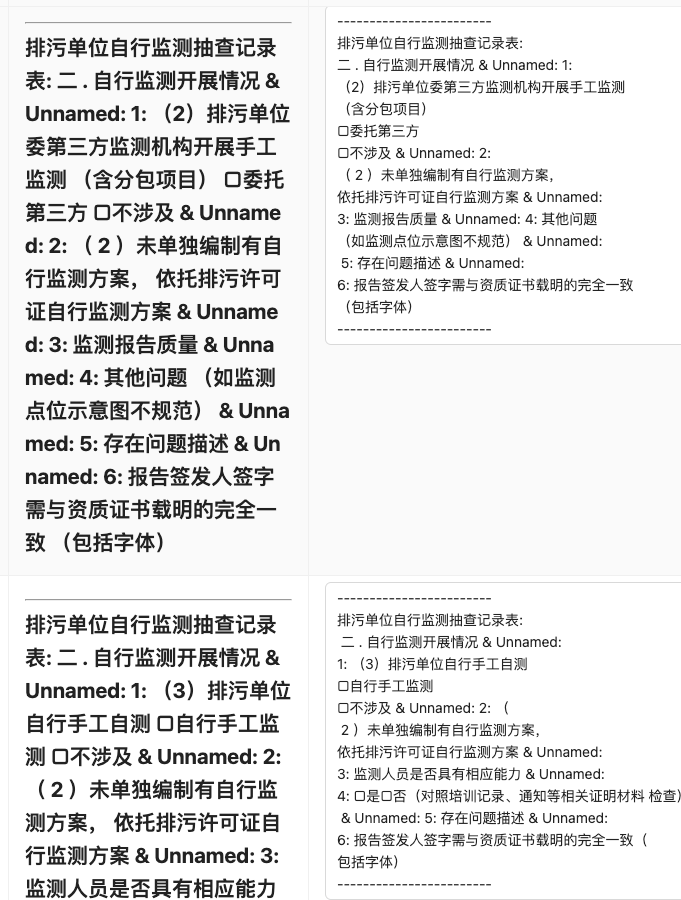 排污单位自行监测抽查记录
表: 二 . 自行监测开展情况 &
Unnamed: 1: （2）排污单位
委第三方监测机构开展手工
监测 （含分包项目） ☐委托
第三方 ☐不涉及 & Unname
d: 2: （ 2 ）未单独编制有自
行监测方案， 依托排污许可
证自行监测方案 & Unname
d: 3: 监测报告质量 & Unna
med: 4: 其他问题 （如监测
点位示意图不规范） & Unna
med: 5: 存在问题描述 & Un
named: 6: 报告签发人签字
需与资质证书载明的完全一
致 （包括字体）
------------------------
排污单位自行监测抽查记录表:
二 . 自行监测开展情况 & Unnamed: 1:
（2）排污单位委第三方监测机构开展手工监测
（含分包项目）
☐委托第三方
☐不涉及 & Unnamed: 2:
（ 2 ）未单独编制有自行监测方案，
依托排污许可证自行监测方案 & Unnamed:
3: 监测报告质量 & Unnamed: 4: 其他问题
（如监测点位示意图不规范） & Unnamed:
5: 存在问题描述 & Unnamed:
6: 报告签发人签字需与资质证书载明的完全一致
（包括字体）
------------------------
排污单位自行监测抽查记录
表: 二 . 自行监测开展情况 &
Unnamed: 1: （3）排污单位
自行手工自测 ☐自行手工监
测 ☐不涉及 & Unnamed: 2:
（ 2 ）未单独编制有自行监
测方案， 依托排污许可证自
行监测方案 & Unnamed: 3:
监测人员是否具有相应能力
------------------------
排污单位自行监测抽查记录表:
二 . 自行监测开展情况 & Unnamed:
1: （3）排污单位自行手工自测
☐自行手工监测
☐不涉及 & Unnamed: 2: （
2 ）未单独编制有自行监测方案，
依托排污许可证自行监测方案 & Unnamed:
3: 监测人员是否具有相应能力 & Unnamed:
4: ☐是☐否（对照培训记录、通知等相关证明材料 检查）
& Unnamed: 5: 存在问题描述 & Unnamed:
6: 报告签发人签字需与资质证书载明的完全一致（
包括字体）
------------------------